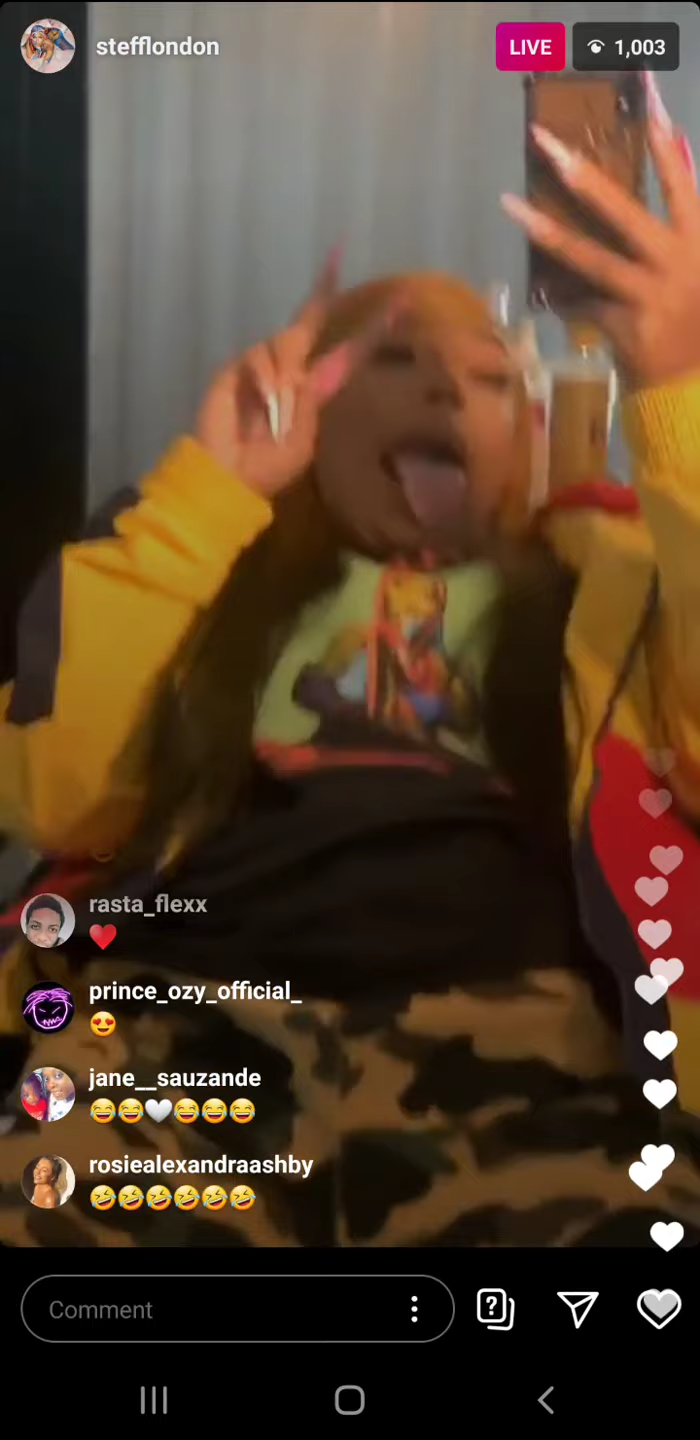 stefflondon
LIVE
1,003
rasta_flexx
❤️
prince_ozy_official_
😍
jane__sauzande
😂😂🤍😂😂😂
rosiealexandraashby
🤣🤣🤣🤣🤣🤣
Comment